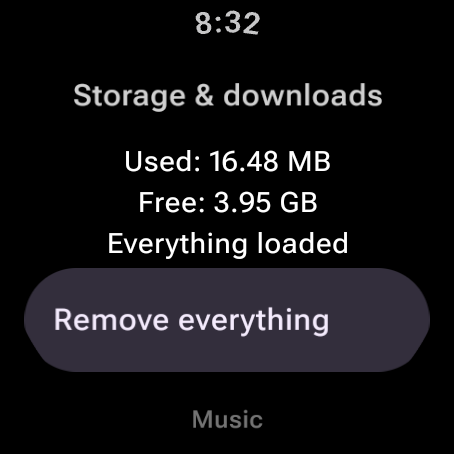 8:32
Storage & downloads
Used: 16.48 MB
Free: 3.95 GB
Everything loaded
Remove everything
Music